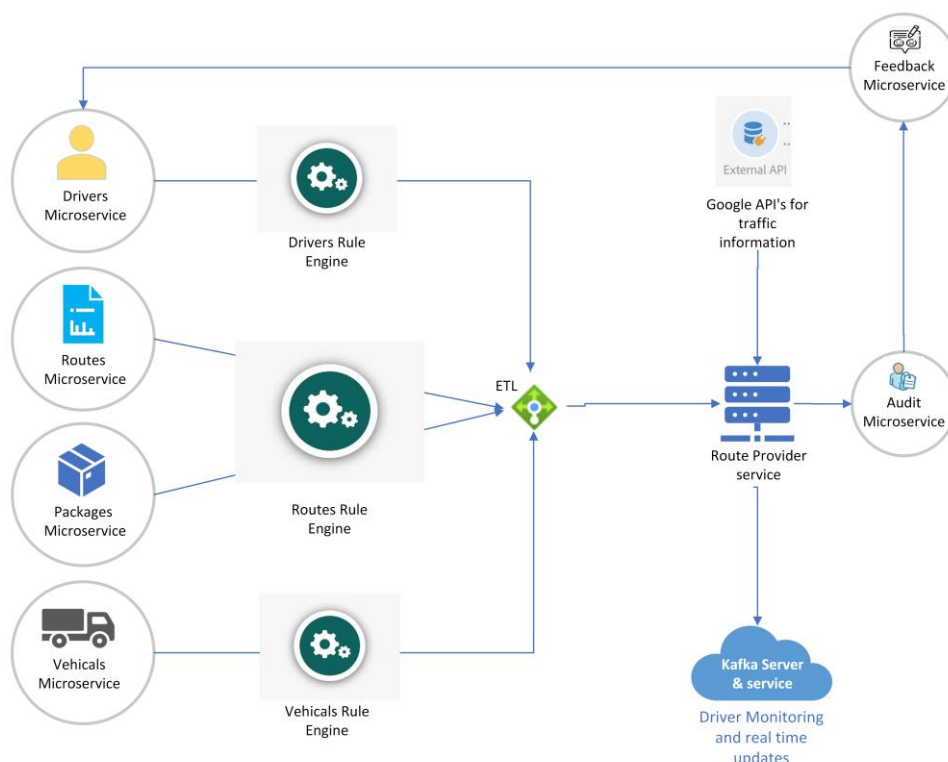 Feedback
Microservice
External API
Drivers
Microservice
Google API's for
traffic
information
Drivers Rule
Engine
Routes
Microservice
ETL
Audit
Microservice
Route Provider
service
Packages
Microservice
Routes Rule
Engine
Vehicals
Microservice
Kafka Server
& service
Vehicals Rule
Engine
Driver Monitoring
and real time
updates